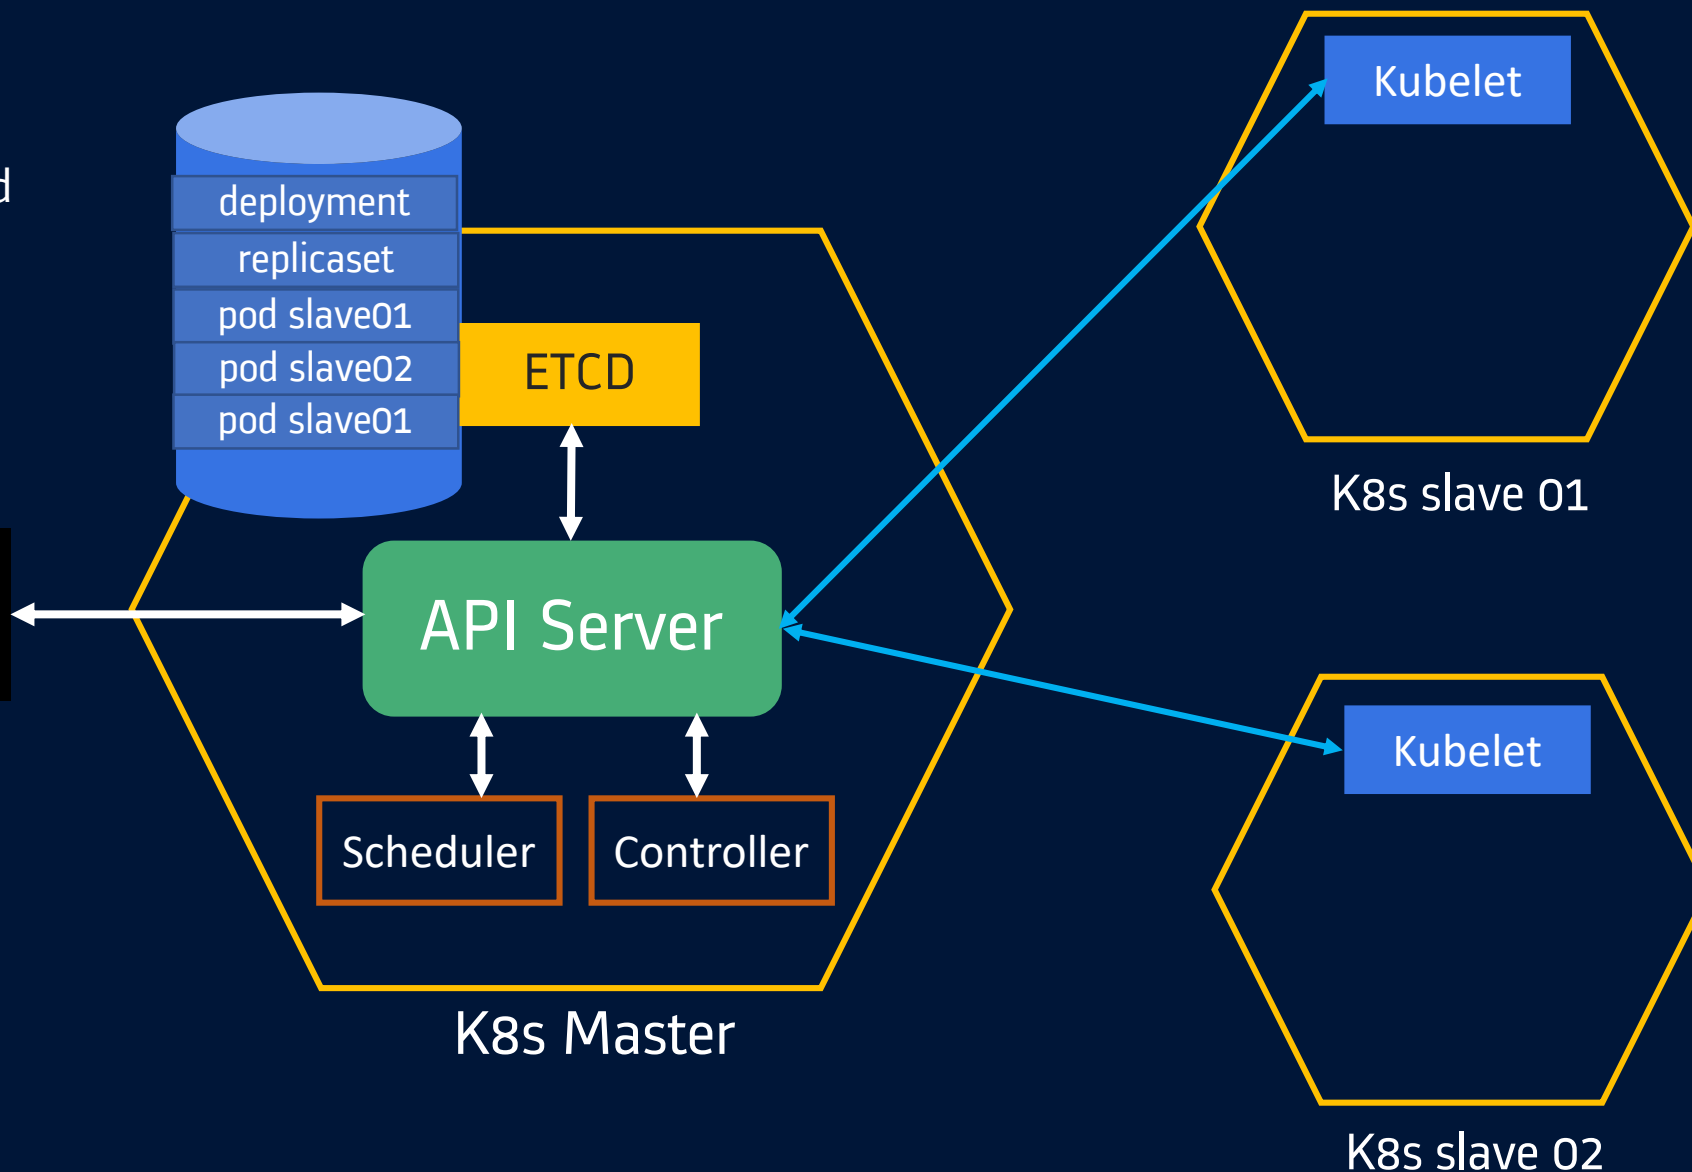 deployment
replicaset
pod slave01
pod slave02
pod slave01
ETCD
API Server
Scheduler
Controller
K8s Master
Kubelet
K8s slave 01
Kubelet
K8s slave 02